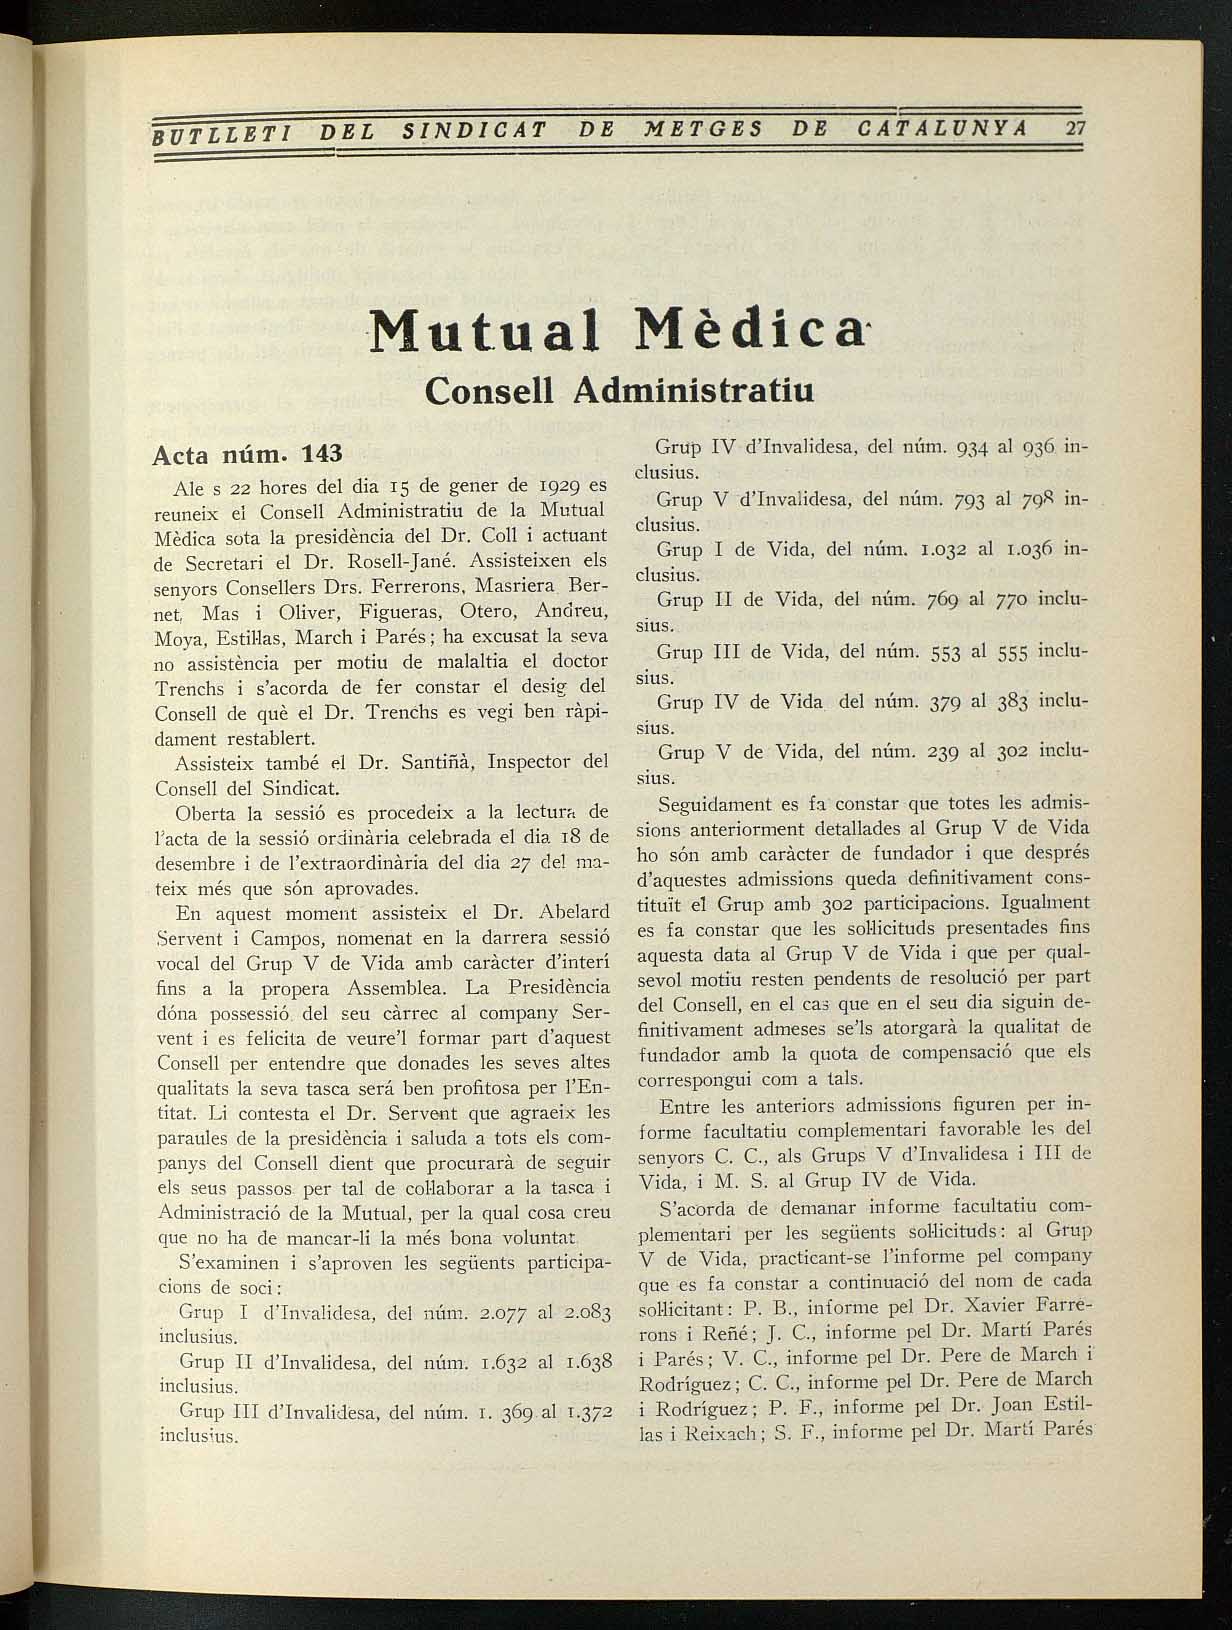 BUTLLETI DEL SINDICAT DE METGES DE CATALUNYA 27
Mutual Mèdica
Consell Administratiu
Acta núm. 143
Ale s 22 hores del dia 15 de gener de 1929 es
reuneix el Consell Administratiu de la Mutual
Mèdica sota la presidència del Dr. Coll i actuant
de Secretari el Dr. Rosell-Jané. Assisteixen els
senyors Consellers Drs. Ferrerons, Masriera, Ber-
net, Mas i Oliver, Figueras, Otero, Andreu,
Moya, Estil·las, March i Parés; ha excusat la seva
no assistència per motiu de malaltia el doctor
Trenchs i s'acorda de fer constar el desig del
Consell de què el Dr. Trenchs es vegi ben ràpi-
dament restablert.
Assisteix també el Dr. Santiñà, Inspector del
Consell del Sindicat.
Oberta la sessió es procedeix a la lectura de
l'acta de la sessió ordinària celebrada el dia 18 de
desembre i de l'extraordinària del dia 27 del ma-
teix més que són aprovades.
En aquest moment assisteix el Dr. Abelard
Servent i Campos, nomenat en la darrera sessió
vocal del Grup V de Vida amb caràcter d'interí
fins a la propera Assemblea. La Presidència
dóna possessió del seu càrrec al company Ser-
vent i es felicita de veure'l formar part d'aquest
Consell per entendre que donades les seves altes
qualitats la seva tasca será ben profitosa per l'En-
titat. Li contesta el Dr. Servent que agraeix les
paraules de la presidència i saluda a tots els com-
panys del Consell dient que procurarà de seguir
els seus passos per tal de col·laborar a la tasca i
Administració de la Mutual, per la qual cosa creu
que no ha de mancar-li la més bona voluntat.
S'examinen i s'aproven les següents participa-
cions de soci:
Grup I d'Invalidesa, del núm. 2.077 al 2.083
inclusius.
Grup II d'Invalidesa, del núm. 1.632 al 1.638
inclusius.
Grup III d'Invalidesa, del núm. 1. 369 al 1.372
inclusius.
Grup IV d'Invalidesa, del núm. 934 al 936 in-
clusius.
Grup V d'Invalidesa, del núm. 793 al 798 in-
clusius.
Grup I de Vida, del núm. 1.032 al 1.036 in-
clusius.
Grup II de Vida, del núm. 769 al 770 inclu-
sius.
Grup III de Vida, del núm. 553 al 555 inclu-
sius.
Grup IV de Vida del núm. 379 al 383 inclu-
sius.
Grup V de Vida, del núm. 239 al 302 inclu-
sius.
Seguidament es fa constar que totes les admis-
sions anteriorment detallades al Grup V de Vida
ho són amb caràcter de fundador i que després
d'aquestes admissions queda definitivament cons-
tituït el Grup amb 302 participacions. Igualment
es fa constar que les sol·licituds presentades fins
aquesta data al Grup V de Vida i que per qual-
sevol motiu resten pendents de resolució per part
del Consell, en el cas que en el seu dia siguin de-
finitivament admeses se'ls atorgarà la qualitat de
fundador amb la quota de compensació que els
correspongui com a tals.
Entre les anteriors admissions figuren per in-
forme facultatiu complementari favorable les del
senyors C. C., als Grups V d'Invalidesa i III de
Vida, i M. S. al Grup IV de Vida.
S'acorda de demanar informe facultatiu com-
plementari per les següents sol·licituds: al Grup
V de Vida, practicant-se l'informe pel company
que es fa constar a continuació del nom de cada
sol·licitant: P. B., informe pel Dr. Xavier Farre-
rons i Reñé; J. C., informe pel Dr. Martí Parés
i Parés; V. C., informe pel Dr. Pere de March i
Rodríguez; C. C., informe pel Dr. Pere de March
i Rodríguez; P. F., informe pel Dr. Joan Estil-
las i Reixach; S. F., informe pel Dr. Martí Parés